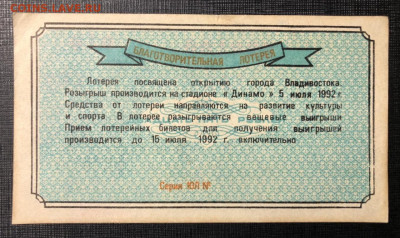 COINSS.LAVE.RU
БЛАГОТВОРИТЕЛЬНАЯ ЛОТЕРЕЯ
Лотерея посвящена открытию города Владивостока.
Розыгрыш производится на стадионе « Динамо » 5 июля 1992 г
Средства от лотереи направляются на развитие культуры
и спорта В лотерее разыгрываются вещевые выигрыши
Прием лотерейных билетов для получения выигрышей
производится до 15 июля 1992 г. включительно
Серия ЮЛ №